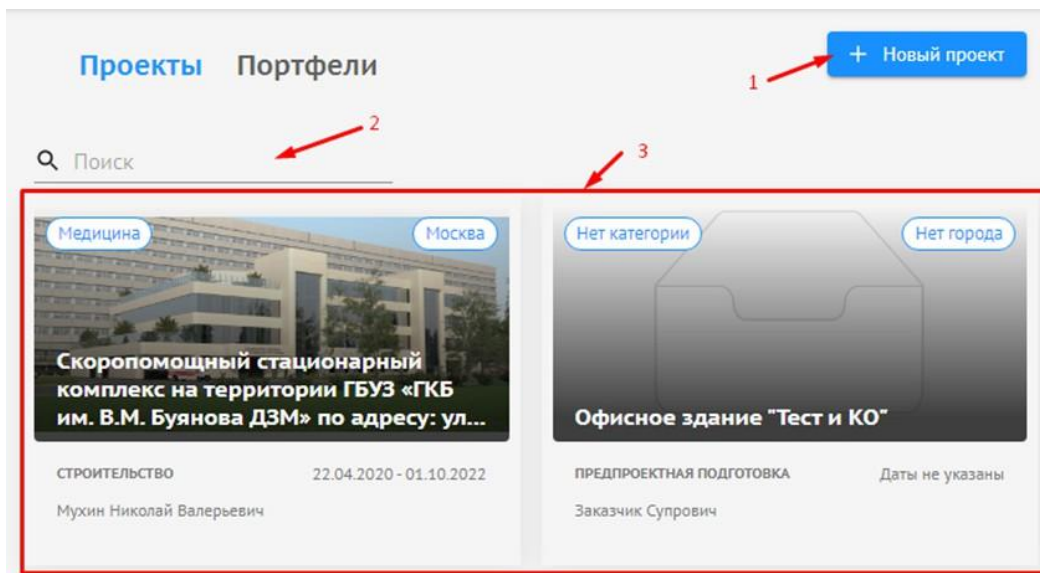 Проекты Портфели
+ Новый проект
1
2
Поиск
3
Медицина Москва
Скоропомощный стационарный
комплекс на территории ГБУЗ «ГКБ
им. В.М. Буянова ДЗМ» по адресу: ул...
СТРОИТЕЛЬСТВО 22.04.2020 - 01.10.2022
Мухин Николай Валерьевич
Нет категории Нет города
Офисное здание "Тест и КО"
ПРЕДПРОЕКТНАЯ ПОДГОТОВКА Даты не указаны
Заказчик Супрович